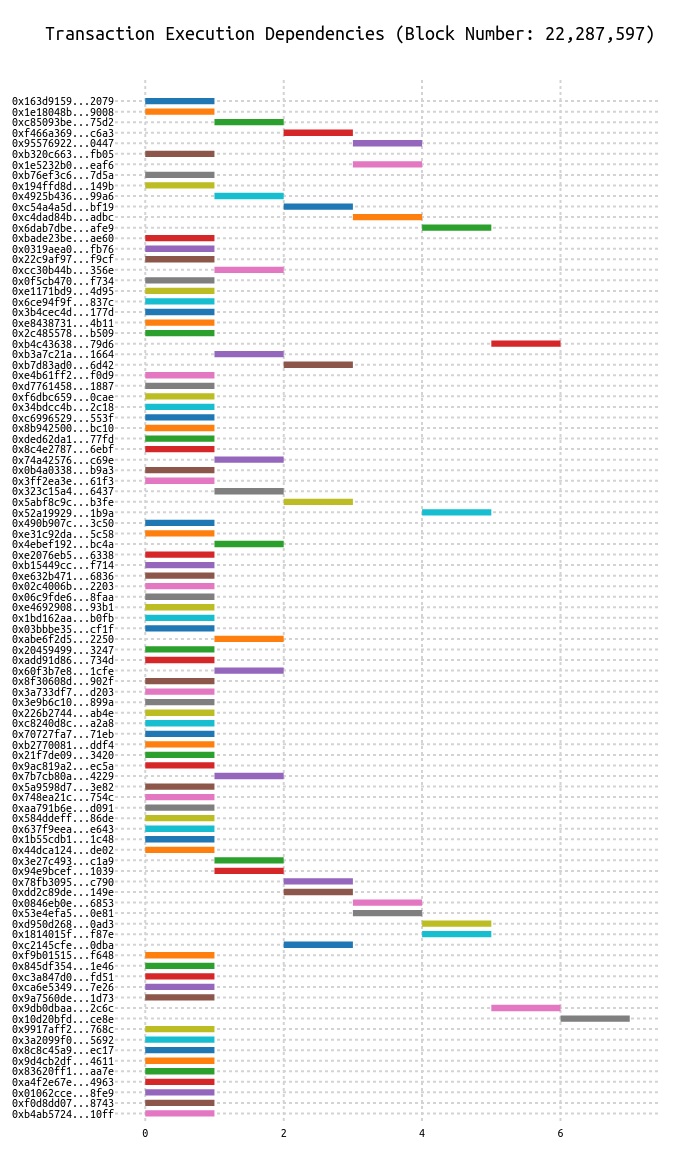 Transaction Execution Dependencies (Block Number: 22,287,597)
0x163d9159...2079
0x1e18048b...9008
0xc85093be...75d2
0xf466a369...c6a3
0x95576922...0447
0xb320c663...fb05
0x1e5232b0...eaf6
0xb76ef3c6...7d5a
0x194ffd8d...149b
0x4925b436...99a6
0xc54a4a5d...bf19
0xc4dad84b...adbc
0x6dab7dbe...afe9
0xbade23be...ae60
0x0319aea0...fb76
0x22c9af97...f9cf
0xcc30b44b...356e
0x0f5cb470...f734
0xe1171bd9...4d95
0x6ce94f9f...837c
0x3b4cec4d...177d
0xe8438731...4b11
0x2c485578...b509
0xb4c43638...79d6
0xb3a7c21a...1664
0xb7d83ad0...6d42
0xe4b61ff2...f0d9
0xd7761458...1887
0xf6dbc659...0cae
0x34bdcc4b...2c18
0xc6996529...553f
0x8b942500...bc10
0xded62da1...77fd
0x8c4e2787...6ebf
0x74a42576...c69e
0x0b4a0338...b9a3
0x3ff2ea3e...61f3
0x323c15a4...6437
0x5abf8c9c...b3fe
0x52a19929...1b9a
0x490b907c...3c50
0xe31c92da...5c58
0x4ebef192...bc4a
0xe2076eb5...6338
0xb15449cc...f714
0xe632b471...6836
0x02c4006b...2203
0x06c9fde6...8faa
0xe4692908...93b1
0x1bd162aa...b0fb
0x03bbbe35...cf1f
0xabe6f2d5...2250
0x20459499...3247
0xadd91d86...734d
0x60f3b7e8...1cfe
0x8f30608d...902f
0x3a733df7...d203
0x3e9b6c10...899a
0x226b2744...ab4e
0xc8240d8c...a2a8
0x70727fa7...71eb
0xb2770081...ddf4
0x21f7de09...3420
0x9ac819a2...ec5a
0x7b7cb80a...4229
0x5a9598d7...3e82
0x748ea21c...754c
0xaa791b6e...d091
0x584ddeff...86de
0x637f9eea...e643
0x1b55cdb1...1c48
0x44dca124...de02
0x3e27c493...c1a9
0x94e9bcef...1039
0x78fb3095...c790
0xdd2c89de...149e
0x0846eb0e...6853
0x53e4efa5...0e81
0xd950d268...0ad3
0x1814015f...f87e
0xc2145cfe...0dba
0xf9b01515...f648
0x845df354...1e46
0xc3a847d0...fd51
0xca6e5349...7e26
0x9a7560de...1d73
0x9db0dbaa...2c6c
0x10d20bfd...ce8e
0x9917aff2...768c
0x3a2099f0...5692
0x8c8c45a9...ec17
0x9d4cb2df...4611
0x83620ff1...aa7e
0xa4f2e67e...4963
0x01062cce...8fe9
0xf0d8dd07...8743
0xb4ab5724...10ff
0 2 4 6